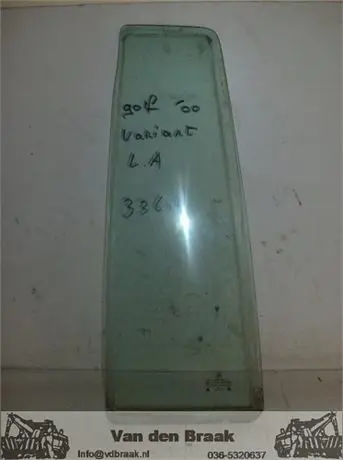 golf '00
Variant
L.A
Van den Braak
Info@vdbraak.nl
036-5320637